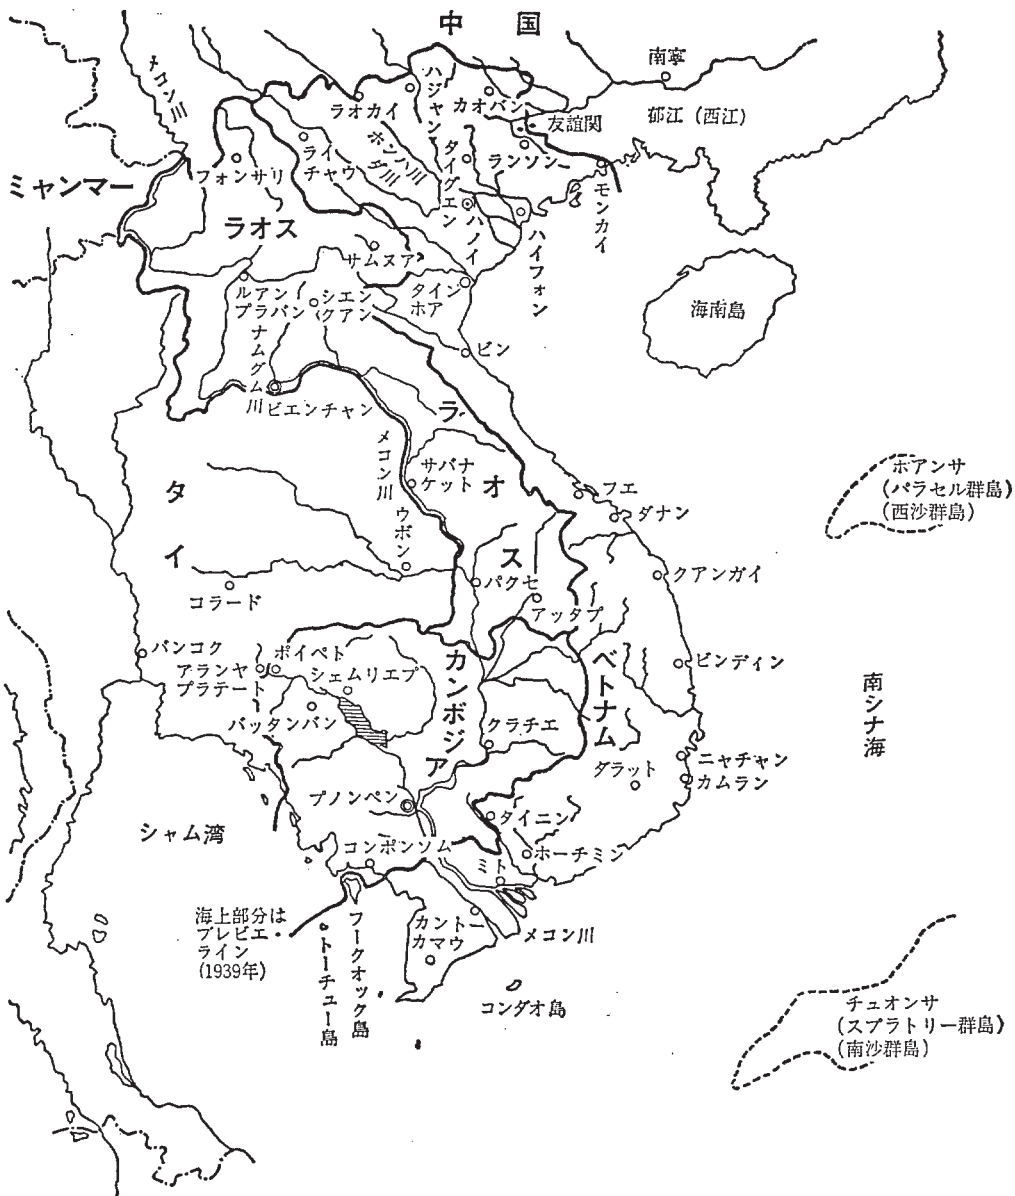 中国
南寧
メコン川
ハジャン
ラオカイ
カオバン
友誼関
郁江（西江）
ホンハ川
ダ川
タイグエン
ランソン
ライ
チャウ
フォンサリ
ミャンマー
モンカイ
ラオス
ハノイ
ハイフォン
サムヌア
タイン
ホア
ルアン
プラバン
シエン
クアン
海南島
ナムグム川
ビン
ビエンチャン
ラオス
メコン川
サバナ
ケット
ホアンサ
（パラセル群島）
（西沙群島）
タイ
フエ
ダナン
ウボン
パクセ
クアンガイ
コラード
アッタプ
バンコク
ポイペト
アランヤ
プラテート
シェムリエプ
カンボジア
ベトナム
ビンディン
南シナ海
バッタンバン
クラチエ
ニャチャン
ダラット
カムラン
プノンペン
タイニン
シャム湾
コンポンソム
ホーチミン
ミト
海上部分は
ブレビエ・
ライン
(1939年)
フークオック島
トーチュー島
カントー
カマウ
メコン川
コンダオ島
チュオンサ
（スプラトリー群島）
（南沙群島）